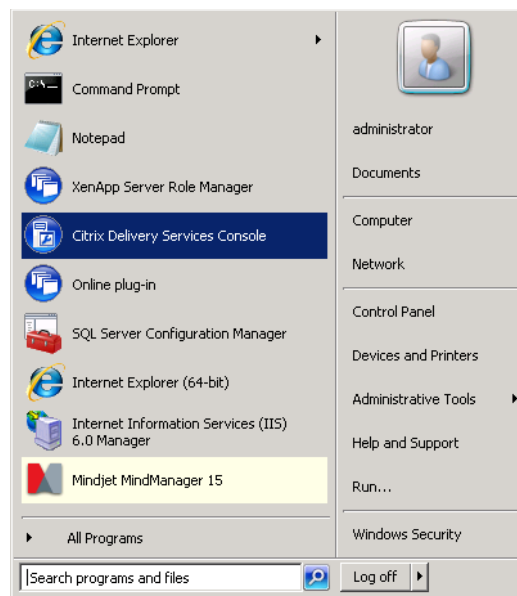 Internet Explorer
C:\_
Command Prompt
Notepad
XenApp Server Role Manager
Citrix Delivery Services Console
Online plug-in
SQL Server Configuration Manager
Internet Explorer (64-bit)
Internet Information Services (IIS)
6.0 Manager
Mindjet MindManager 15
All Programs
Search programs and files
administrator
Documents
Computer
Network
Control Panel
Devices and Printers
Administrative Tools
Help and Support
Run...
Windows Security
Log off